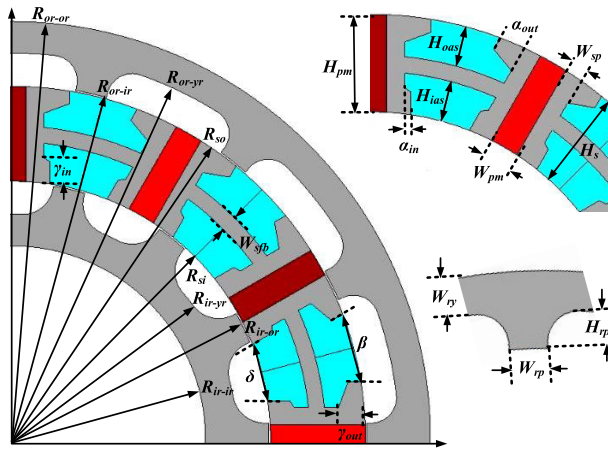 R_or-or
R_or-ir
R_or-yr
R_so
γ_in
W_sfb
R_si
R_ir-yr
R_ir-or
R_ir-ir
δ
β
γ_out
H_pm
H_oas
H_ias
α_out
α_in
W_sp
H_s
W_pm
W_ry
H_rp
W_rp